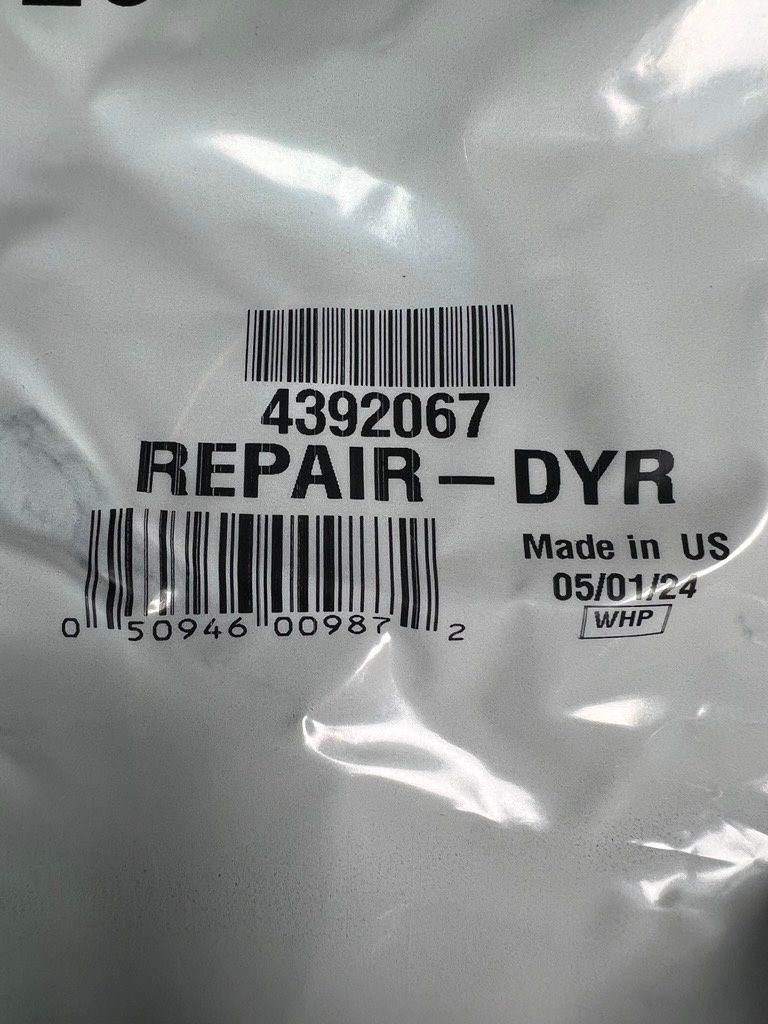 4392067
REPAIR-DYR
0 50946 00987 2
Made in US
05/01/24
WHP